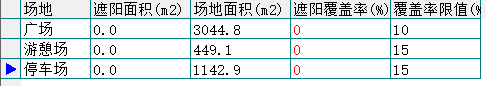 场地 遮阳面积(m2) 场地面积(m2) 遮阳覆盖率(%) 覆盖率限值(%
广场 0.0 3044.8 0 10
游憩场 0.0 449.1 0 15
停车场 0.0 1142.9 0 15